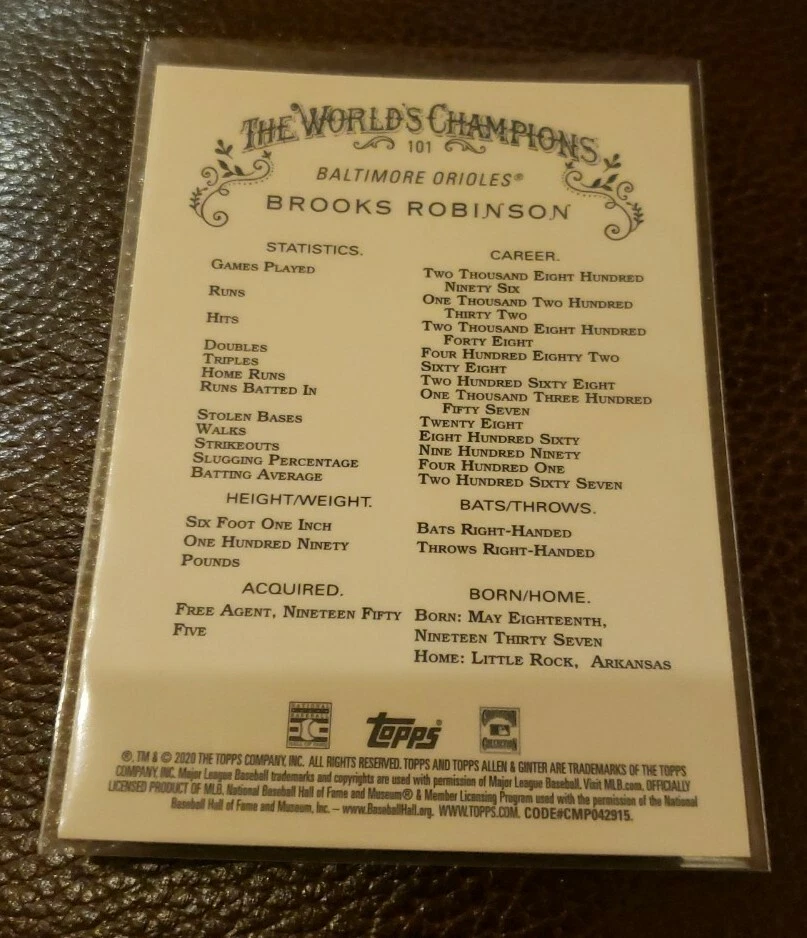 THE WORLD'S CHAMPIONS
101
BALTIMORE ORIOLES®
BROOKS ROBINSON
STATISTICS. CAREER.
GAMES PLAYED TWO THOUSAND EIGHT HUNDRED
NINETY SIX
RUNS ONE THOUSAND TWO HUNDRED
THIRTY TWO
HITS TWO THOUSAND EIGHT HUNDRED
FORTY EIGHT
DOUBLES FOUR HUNDRED EIGHTY TWO
TRIPLES SIXTY EIGHT
HOME RUNS TWO HUNDRED SIXTY EIGHT
RUNS BATTED IN ONE THOUSAND THREE HUNDRED
FIFTY SEVEN
STOLEN BASES TWENTY EIGHT
WALKS EIGHT HUNDRED SIXTY
STRIKEOUTS NINE HUNDRED NINETY
SLUGGING PERCENTAGE FOUR HUNDRED ONE
BATTING AVERAGE TWO HUNDRED SIXTY SEVEN
HEIGHT/WEIGHT.
SIX FOOT ONE INCH
ONE HUNDRED NINETY
POUNDS
BATS/THROWS.
BATS RIGHT-HANDED
THROWS RIGHT-HANDED
ACQUIRED.
FREE AGENT, NINETEEN FIFTY
FIVE
BORN/HOME.
BORN: MAY EIGHTEENTH,
NINETEEN THIRTY SEVEN
HOME: LITTLE ROCK, ARKANSAS
NATIONAL
BASEBALL
HALL OF FAME
topps®
COOPERSTOWN
COLLECTION
®, TM & © 2020 THE TOPPS COMPANY, INC. ALL RIGHTS RESERVED. TOPPS AND TOPPS ALLEN & GINTER ARE TRADEMARKS OF THE TOPPS
COMPANY, INC. Major League Baseball trademarks and copyrights are used with permission of Major League Baseball. Visit MLB.com. OFFICIALLY
LICENSED PRODUCT OF MLB. National Baseball Hall of Fame and Museum® & Member Licensing Program used with the permission of the National
Baseball Hall of Fame and Museum, Inc. – www.BaseballHall.org. WWW.TOPPS.COM. CODE#CMP042915.